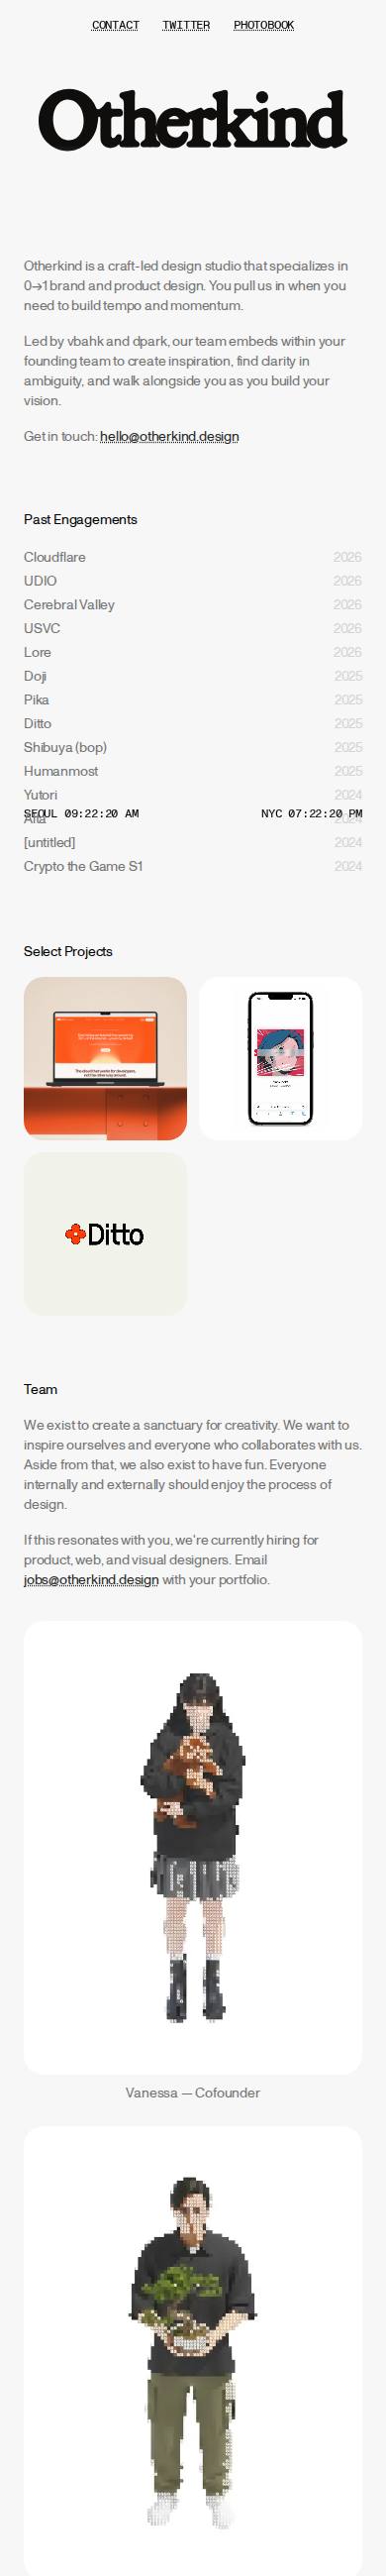 CONTACT TWITTER PHOTOBOOK
Otherkind
Otherkind is a craft-led design studio that specializes in
0→1 brand and product design. You pull us in when you
need to build tempo and momentum.
Led by vbahk and dpark, our team embeds within your
founding team to create inspiration, find clarity in
ambiguity, and walk alongside you as you build your
vision.
Get in touch: hello@otherkind.design
Past Engagements
Cloudflare 2026
UDIO 2026
Cerebral Valley 2026
USVC 2026
Lore 2026
Doji 2025
Pika 2025
Ditto 2025
Shibuya (bop) 2025
Humanmost 2025
Yutori 2024
SEOUL 09:22:20 AM NYC 07:22:20 PM
2024
[untitled] 2024
Crypto the Game S1 2024
Select Projects
Ditto
Team
We exist to create a sanctuary for creativity. We want to
inspire ourselves and everyone who collaborates with us.
Aside from that, we also exist to have fun. Everyone
internally and externally should enjoy the process of
design.
If this resonates with you, we're currently hiring for
product, web, and visual designers. Email
jobs@otherkind.design with your portfolio.
Vanessa — Cofounder